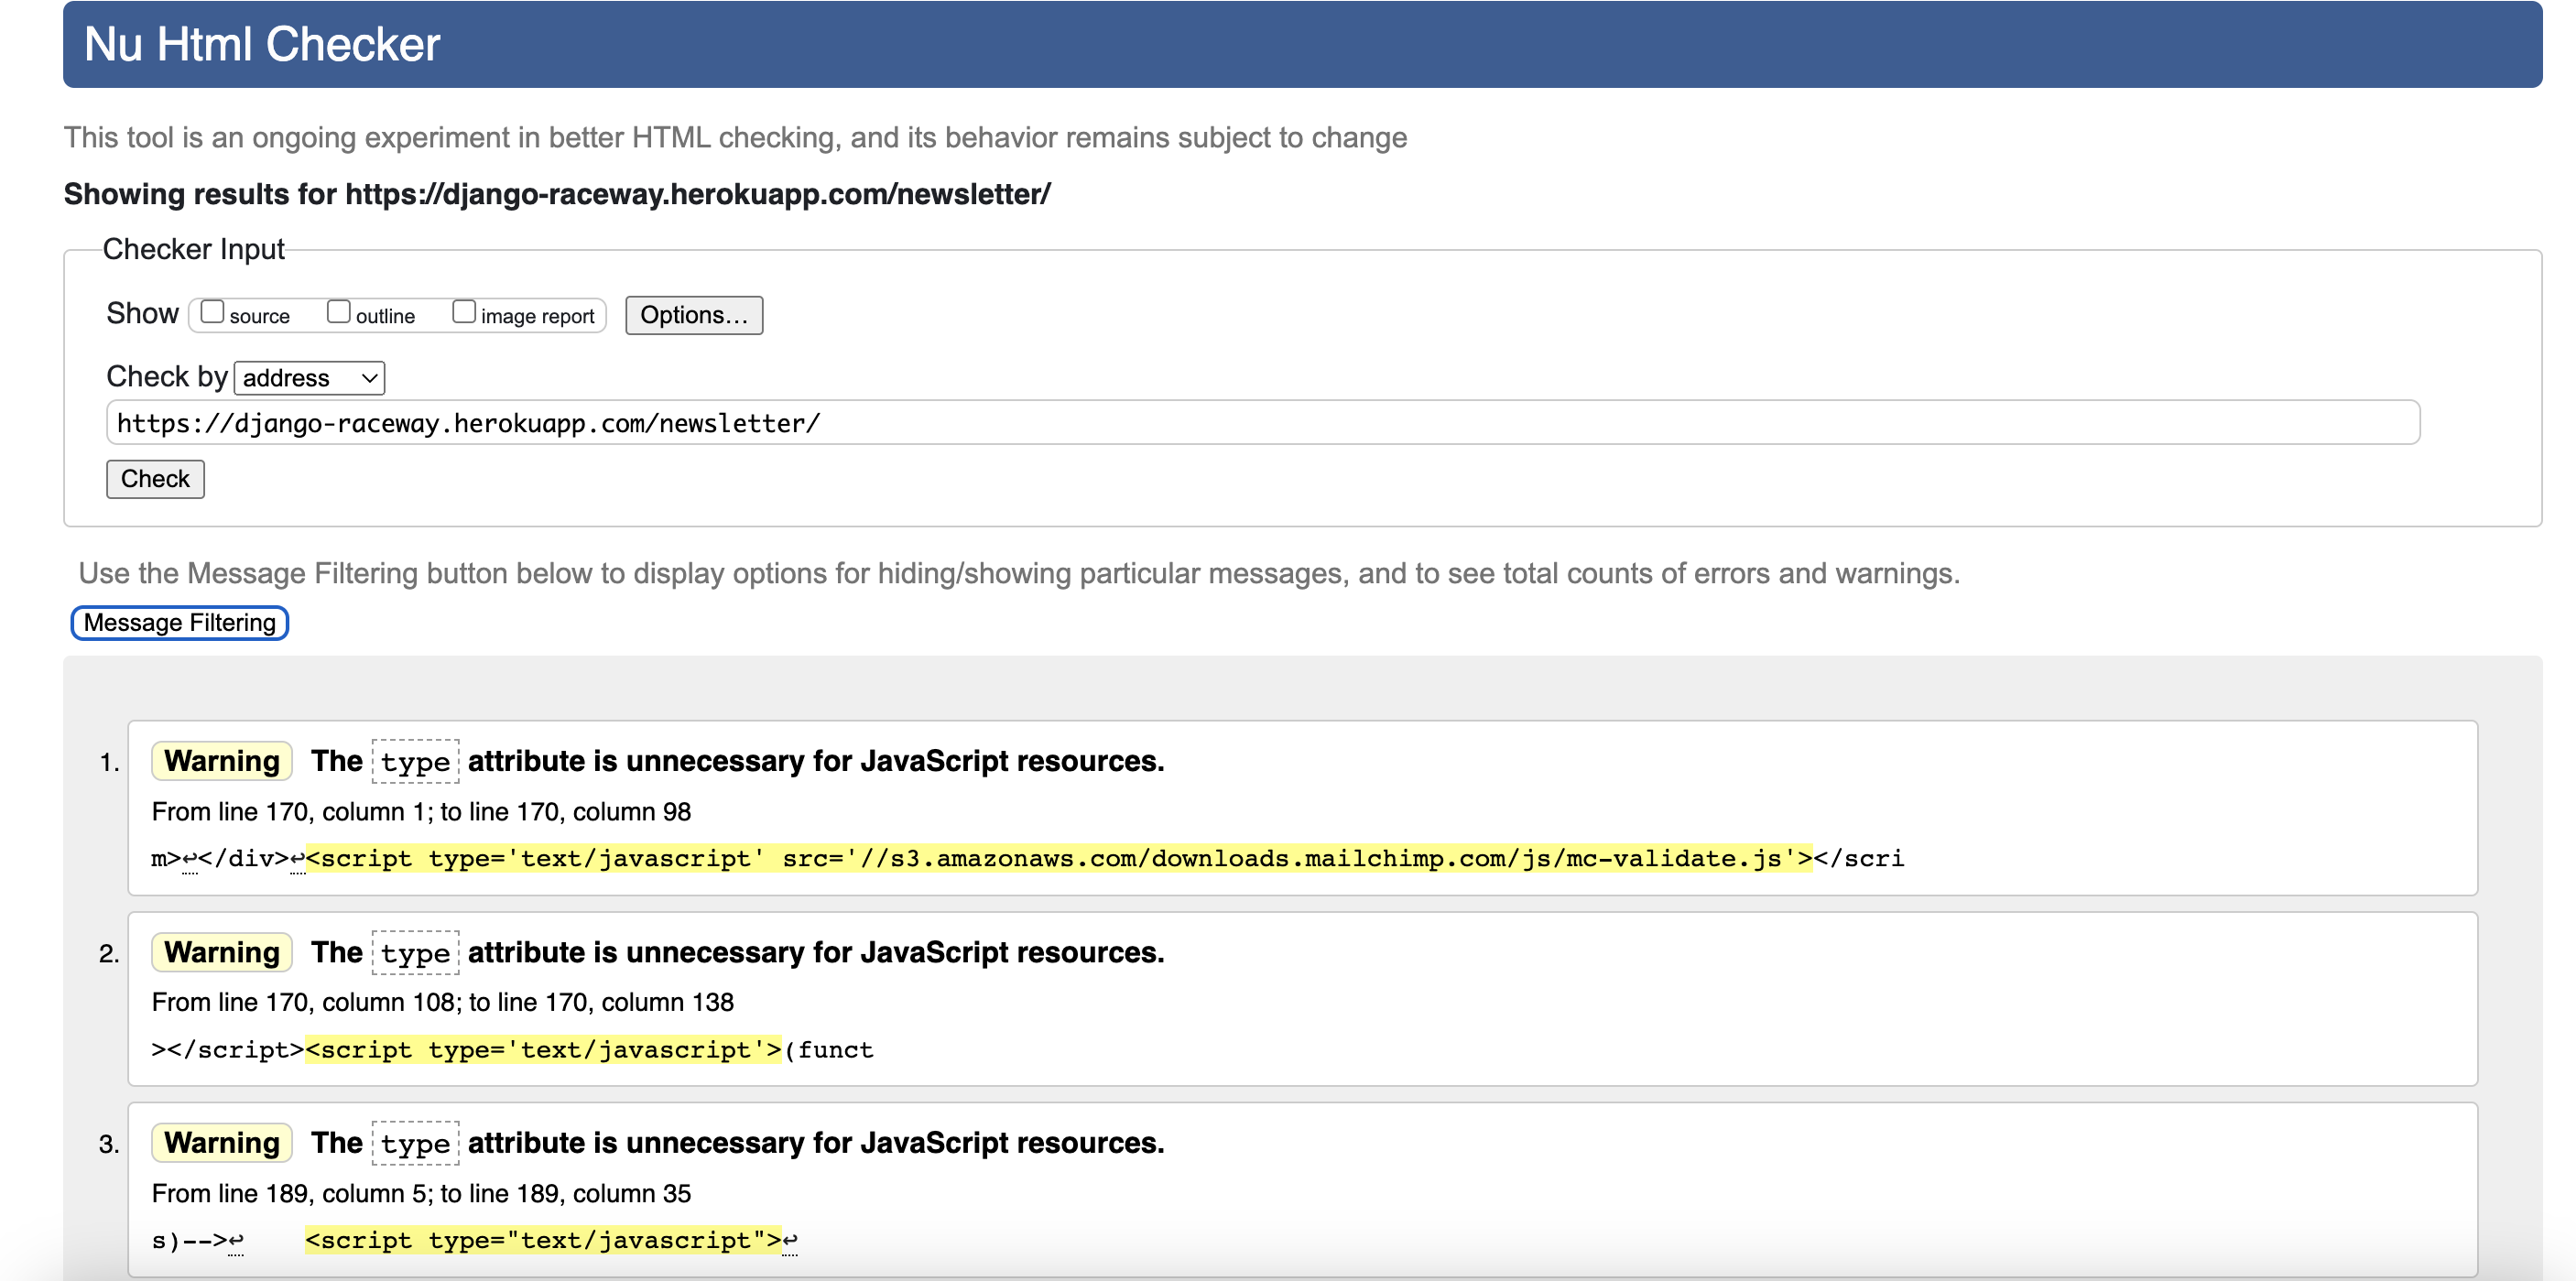 Nu Html Checker
This tool is an ongoing experiment in better HTML checking, and its behavior remains subject to change
Showing results for https://django-raceway.herokuapp.com/newsletter/
Checker Input
Show source outline image report Options...
Check by address
https://django-raceway.herokuapp.com/newsletter/
Check
Use the Message Filtering button below to display options for hiding/showing particular messages, and to see total counts of errors and warnings.
Message Filtering
1. Warning The type attribute is unnecessary for JavaScript resources.
From line 170, column 1; to line 170, column 98
m>↩</div>↩<script type='text/javascript' src='//s3.amazonaws.com/downloads.mailchimp.com/js/mc-validate.js'></scri
2. Warning The type attribute is unnecessary for JavaScript resources.
From line 170, column 108; to line 170, column 138
></script><script type='text/javascript'>(funct
3. Warning The type attribute is unnecessary for JavaScript resources.
From line 189, column 5; to line 189, column 35
s)-->↩    <script type="text/javascript">↩